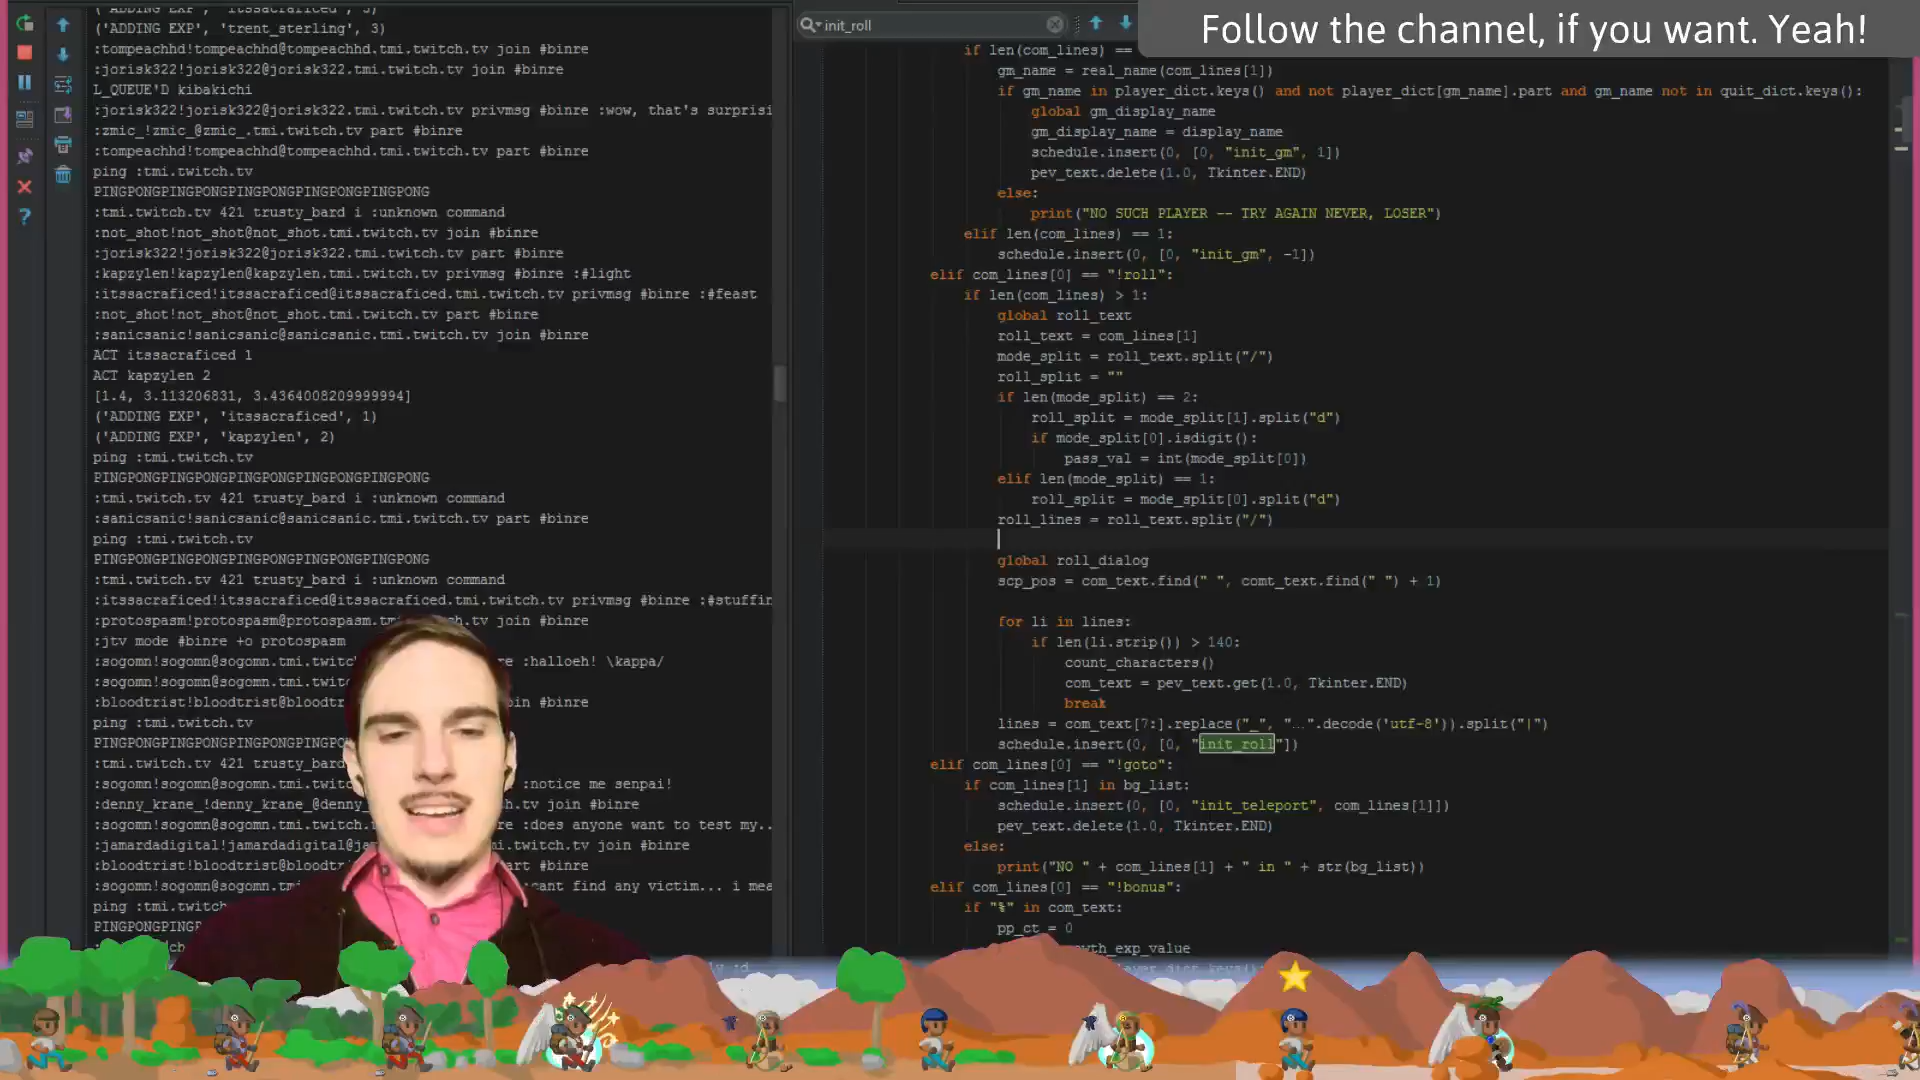 ('ADDING EXP', 'itssacraficed', 3)
('ADDING EXP', 'trent_sterling', 3)
:tompeachhd!tompeachhd@tompeachhd.tmi.twitch.tv join #binre
:jorisk322!jorisk322@jorisk322.tmi.twitch.tv join #binre
L_QUEUE'D kibakichi
:jorisk322!jorisk322@jorisk322.tmi.twitch.tv privmsg #binre :wow, that's surprisi
:zmic_!zmic_@zmic_.tmi.twitch.tv part #binre
:tompeachhd!tompeachhd@tompeachhd.tmi.twitch.tv part #binre
ping :tmi.twitch.tv
PINGPONGPINGPONGPINGPONGPINGPONGPINGPONG
:tmi.twitch.tv 421 trusty_bard i :unknown command
:not_shot!not_shot@not_shot.tmi.twitch.tv join #binre
:jorisk322!jorisk322@jorisk322.tmi.twitch.tv part #binre
:kapzylen!kapzylen@kapzylen.tmi.twitch.tv privmsg #binre :#light
:itssacraficed!itssacraficed@itssacraficed.tmi.twitch.tv privmsg #binre :#feast
:not_shot!not_shot@not_shot.tmi.twitch.tv part #binre
:sanicsanic!sanicsanic@sanicsanic.tmi.twitch.tv join #binre
ACT itssacraficed 1
ACT kapzylen 2
[1.4, 3.113206831, 3.4364008209999994]
('ADDING EXP', 'itssacraficed', 1)
('ADDING EXP', 'kapzylen', 2)
ping :tmi.twitch.tv
PINGPONGPINGPONGPINGPONGPINGPONGPINGPONG
:tmi.twitch.tv 421 trusty_bard i :unknown command
:sanicsanic!sanicsanic@sanicsanic.tmi.twitch.tv part #binre
ping :tmi.twitch.tv
PINGPONGPINGPONGPINGPONGPINGPONGPINGPONG
:tmi.twitch.tv 421 trusty_bard i :unknown command
:itssacraficed!itssacraficed@itssacraficed.tmi.twitch.tv privmsg #binre :#stuffin
:protospasm!protospasm@protospasm.tmi tch.tv join #binre
:jtv mode #binre +o protospasm
:sogomn!sogomn@sogomn.tmi.twitc re :halloeh! \kappa/
:sogomn!sogomn@sogomn.tmi.twitc
:bloodtrist!bloodtrist@bloodtr oin #binre
ping :tmi.twitch.tv
PINGPONGPINGPONGPINGPONG
:tmi.twitch.tv 421 trusty_bard
:sogomn!sogomn@sogomn.tmi.twitc :notice me senpai!
:denny_krane_!denny_krane_@denny_ ch.tv join #binre
:sogomn!sogomn@sogomn.tmi.twitch. re :does anyone want to test my..
:jamardadigital!jamardadigital@ja mi.twitch.tv join #binre
:bloodtrist!bloodtrist@bloodtr part #binre
:sogomn!sogomn@sogomn.tmi :cant find any victim... i mea
ping :tmi.twitch
PINGPONGPINGP
init_roll
Follow the channel, if you want. Yeah!
if len(com_lines) ==
gm_name = real_name(com_lines[1])
if gm_name in player_dict.keys() and not player_dict[gm_name].part and gm_name not in quit_dict.keys():
global gm_display_name
gm_display_name = display_name
schedule.insert(0, [0, "init_gm", 1])
pev_text.delete(1.0, Tkinter.END)
else:
print("NO SUCH PLAYER -- TRY AGAIN NEVER, LOSER")
elif len(com_lines) == 1:
schedule.insert(0, [0, "init_gm", -1])
elif com_lines[0] == "!roll":
if len(com_lines) > 1:
global roll_text
roll_text = com_lines[1]
mode_split = roll_text.split("/")
roll_split = ""
if len(mode_split) == 2:
roll_split = mode_split[1].split("d")
if mode_split[0].isdigit():
pass_val = int(mode_split[0])
elif len(mode_split) == 1:
roll_split = mode_split[0].split("d")
roll_lines = roll_text.split("/")
global roll_dialog
scp_pos = com_text.find(" ", comt_text.find(" ") + 1)
for li in lines:
if len(li.strip()) > 140:
count_characters()
com_text = pev_text.get(1.0, Tkinter.END)
break
lines = com_text[7:].replace("_", "…".decode('utf-8')).split("|")
schedule.insert(0, [0, "init_roll"])
elif com_lines[0] == "!goto":
if com_lines[1] in bg_list:
schedule.insert(0, [0, "init_teleport", com_lines[1]])
pev_text.delete(1.0, Tkinter.END)
else:
print("NO " + com_lines[1] + " in " + str(bg_list))
elif com_lines[0] == "!bonus":
if "%" in com_text:
pp_ct = 0
wth_exp_value